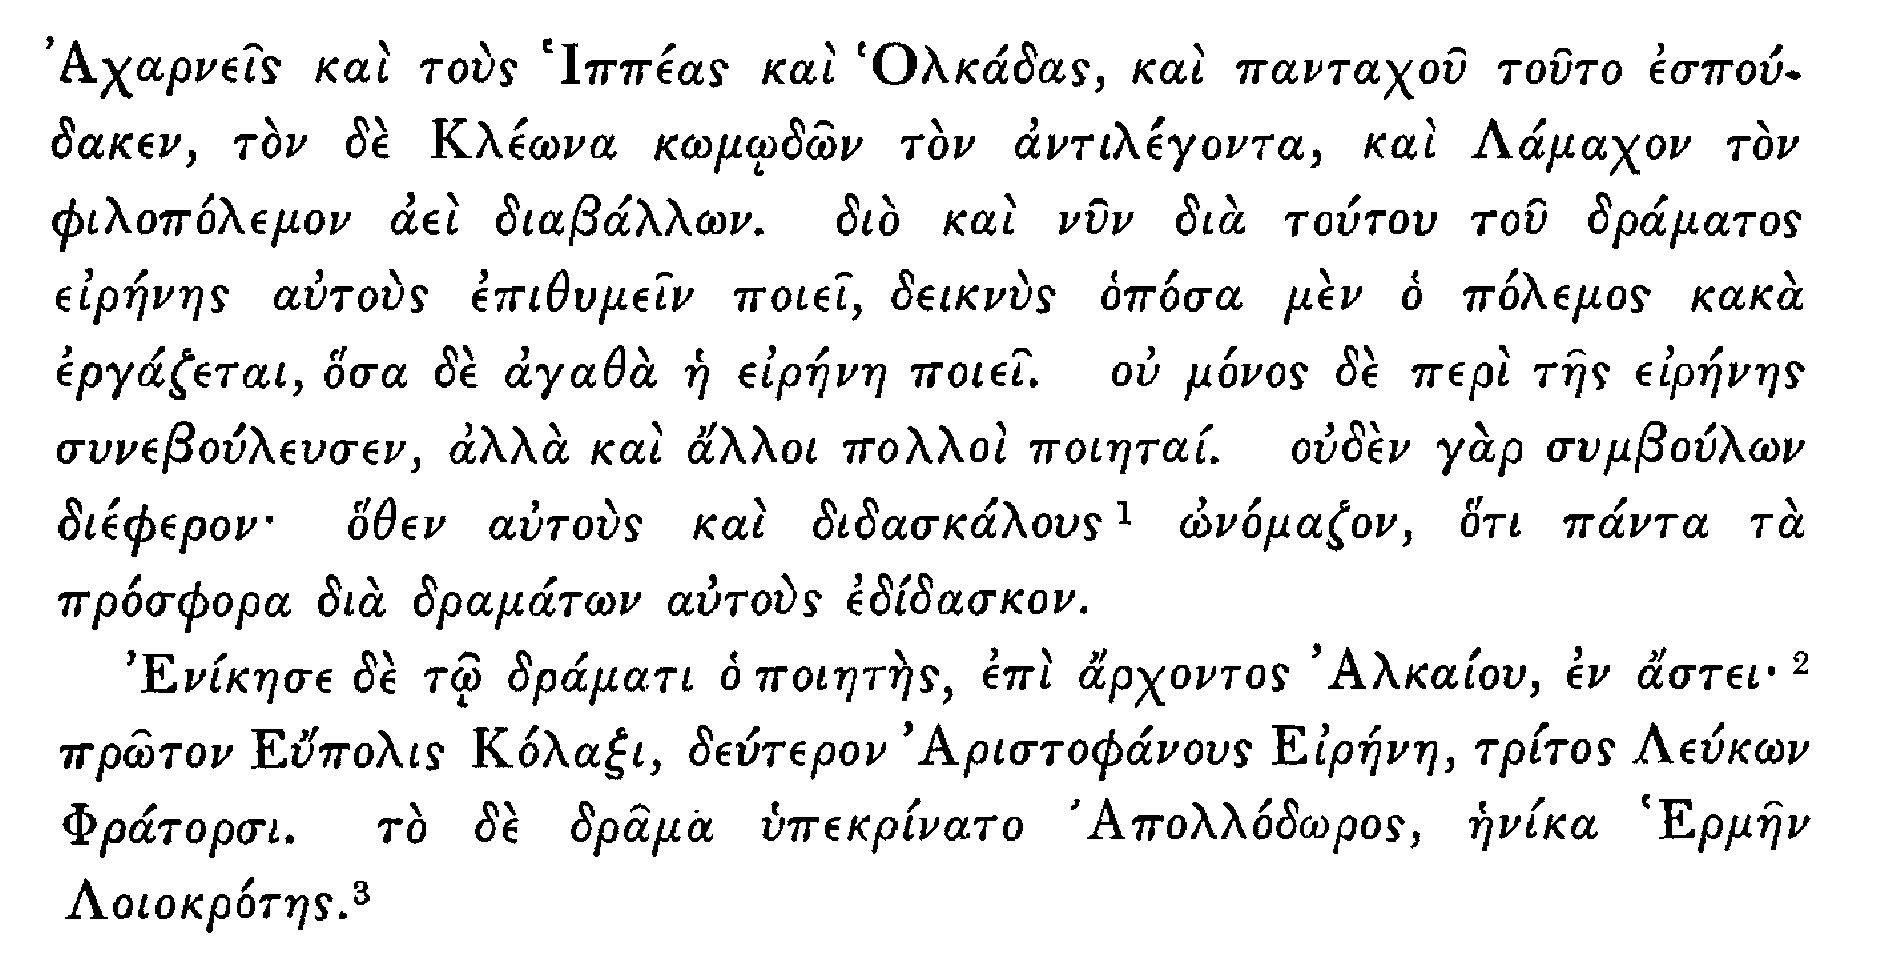 Ἀχαρνεῖς καὶ τοὺς Ἱππέας καὶ Ὁλκάδας, καὶ πανταχοῦ τοῦτο ἐσπού-
δακεν, τὸν δὲ Κλέωνα κωμῳδῶν τὸν ἀντιλέγοντα, καὶ Λάμαχον τὸν
φιλοπόλεμον ἀεὶ διαβάλλων. διὸ καὶ νῦν διὰ τούτου τοῦ δράματος
εἰρήνης αὐτοὺς ἐπιθυμεῖν ποιεῖ, δεικνὺς ὁπόσα μὲν ὁ πόλεμος κακὰ
ἐργάζεται, ὅσα δὲ ἀγαθὰ ἡ εἰρήνη ποιεῖ. οὐ μόνος δὲ περὶ τῆς εἰρήνης
συνεβούλευσεν, ἀλλὰ καὶ ἄλλοι πολλοὶ ποιηταί. οὐδὲν γὰρ συμβούλων
διέφερον· ὅθεν αὐτοὺς καὶ διδασκάλους¹ ὠνόμαζον, ὅτι πάντα τὰ
πρόσφορα διὰ δραμάτων αὐτοὺς ἐδίδασκον.
Ἐνίκησε δὲ τῷ δράματι ὁ ποιητὴς, ἐπὶ ἄρχοντος Ἀλκαίου, ἐν ἄστει·²
πρῶτον Εὔπολις Κόλαξι, δεύτερον Ἀριστοφάνους Εἰρήνη, τρίτος Λεύκων
Φράτορσι. τὸ δὲ δρᾶμα ὑπεκρίνατο Ἀπολλόδωρος, ἡνίκα Ἑρμῆν
Λοιοκρότης.³